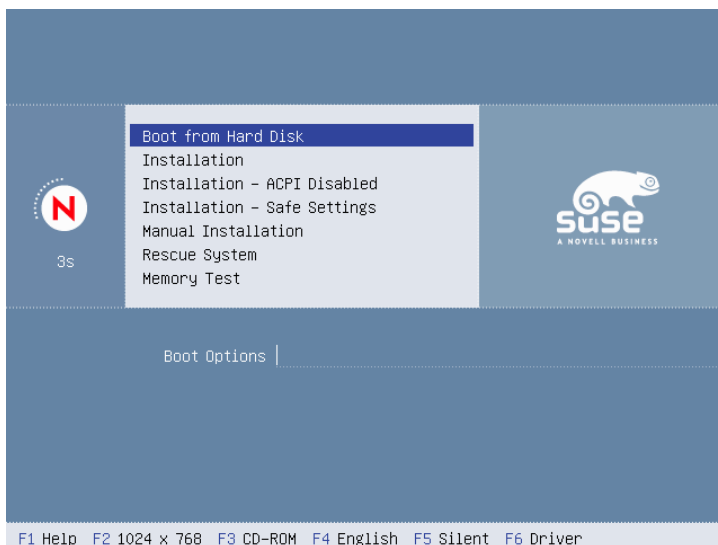 Boot from Hard Disk
Installation
Installation - ACPI Disabled
Installation - Safe Settings
Manual Installation
Rescue System
Memory Test
N
3s
SUSE
A NOVELL BUSINESS
Boot Options
F1 Help F2 1024 x 768 F3 CD-ROM F4 English F5 Silent F6 Driver